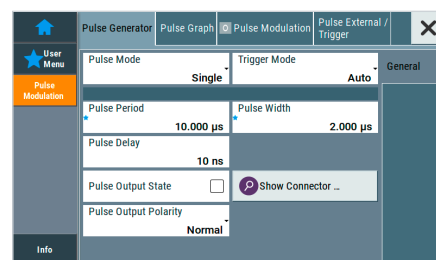 Pulse Generator
Pulse Graph
O Pulse Modulation
Pulse External /
Trigger
User
Menu
Pulse
Modulation
Info
Pulse Mode
Single
Trigger Mode
Auto
General
Pulse Period
10.000 µs
Pulse Width
2.000 µs
Pulse Delay
10 ns
Pulse Output State
Show Connector ...
Pulse Output Polarity
Normal